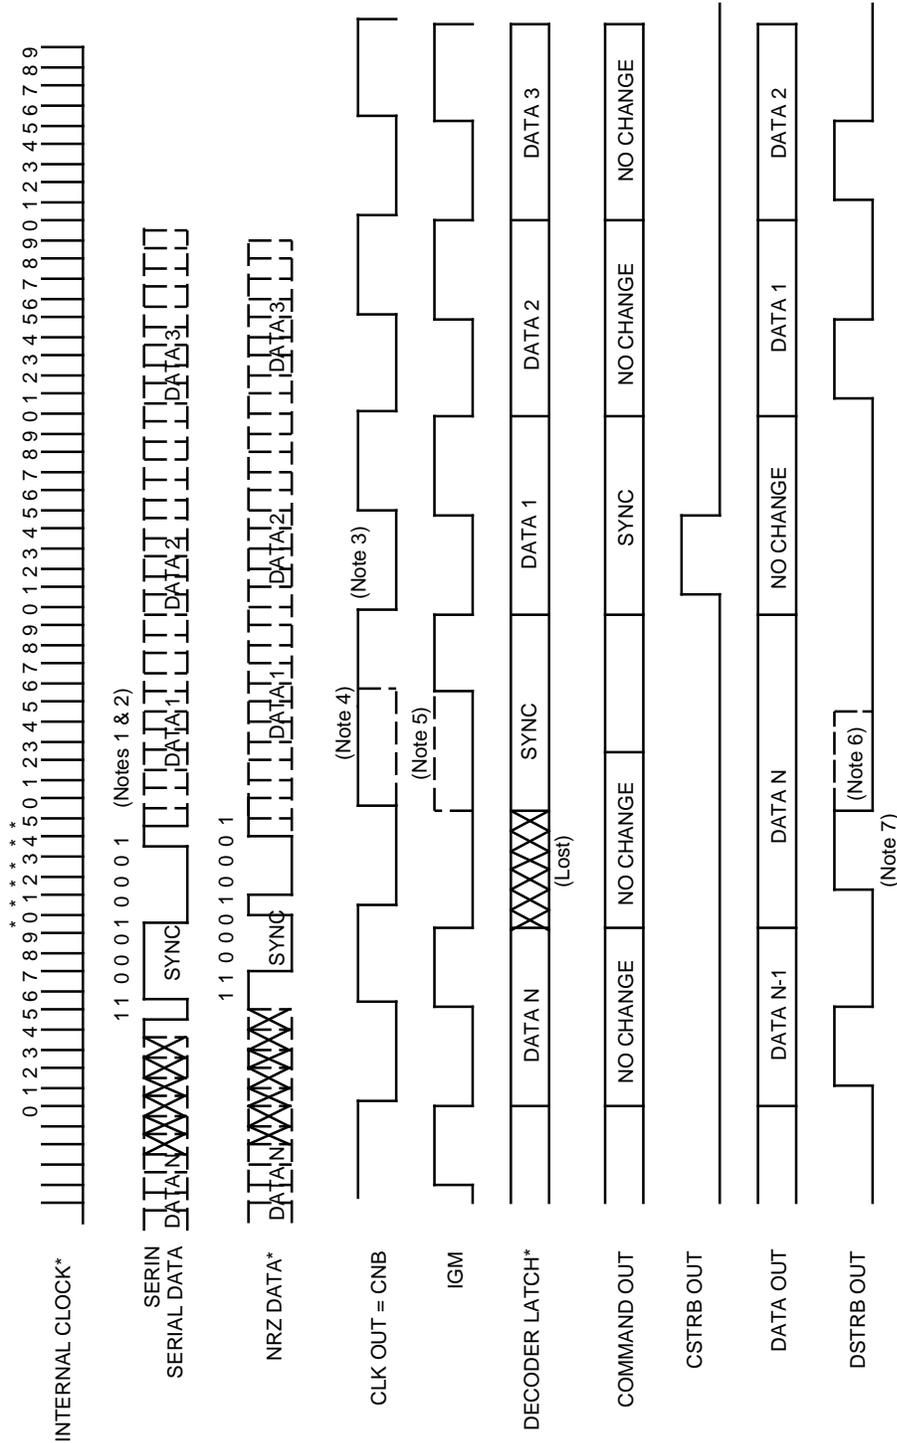 * * * * * *
INTERNAL CLOCK* 0 1 2 3 4 5 6 7 8 9 0 1 2 3 4 5 0 1 2 3 4 5 6 7 8 9 0 1 2 3 4 5 6 7 8 9 0 1 2 3 4 5 6 7 8 9 0 1 2 3 4 5 6 7 8 9
1 1 0 0 0 1 0 0 0 1 (Notes 1 & 2)
SERIN
SERIAL DATA DATA N SYNC DATA 1 DATA 2 DATA 3
1 1 0 0 0 1 0 0 0 1
NRZ DATA* DATA N SYNC DATA 1 DATA 2 DATA 3
(Note 4) (Note 3)
CLK OUT = CNB
(Note 5)
IGM
DECODER LATCH* DATA N SYNC DATA 1 DATA 2 DATA 3
(Lost)
COMMAND OUT NO CHANGE NO CHANGE SYNC NO CHANGE NO CHANGE
CSTRB OUT
DATA OUT DATA N-1 DATA N NO CHANGE DATA 1 DATA 2
DSTRB OUT (Note 6)
(Note 7)